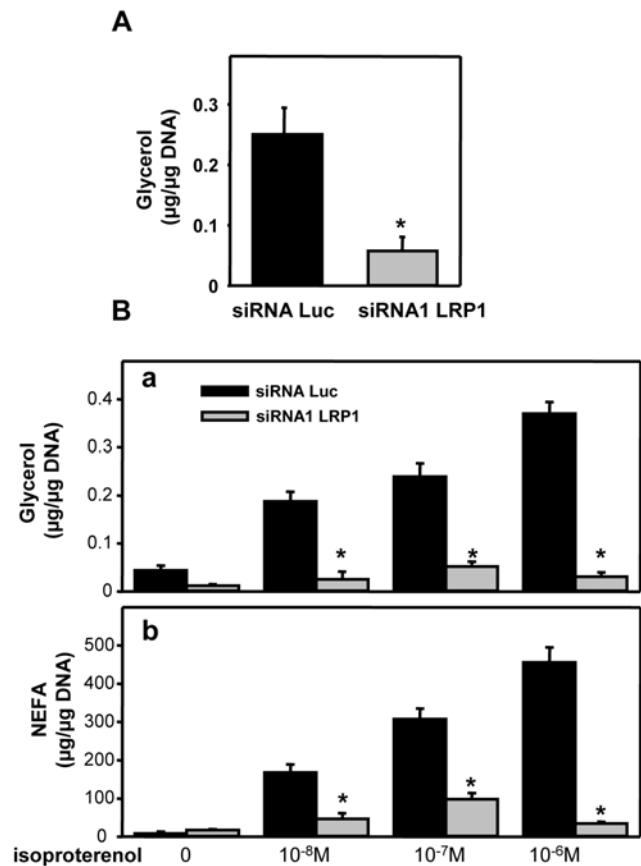 A
Glycerol
(µg/µg DNA)
0.3
0.2
0.1
0
*
siRNA Luc siRNA1 LRP1
B
a
siRNA Luc
siRNA1 LRP1
Glycerol
(µg/µg DNA)
0.4
0.3
0.2
0.1
0
* * *
b
NEFA
(µg/µg DNA)
500
400
300
200
100
0
* * *
isoproterenol 0 10⁻⁸M 10⁻⁷M 10⁻⁶M